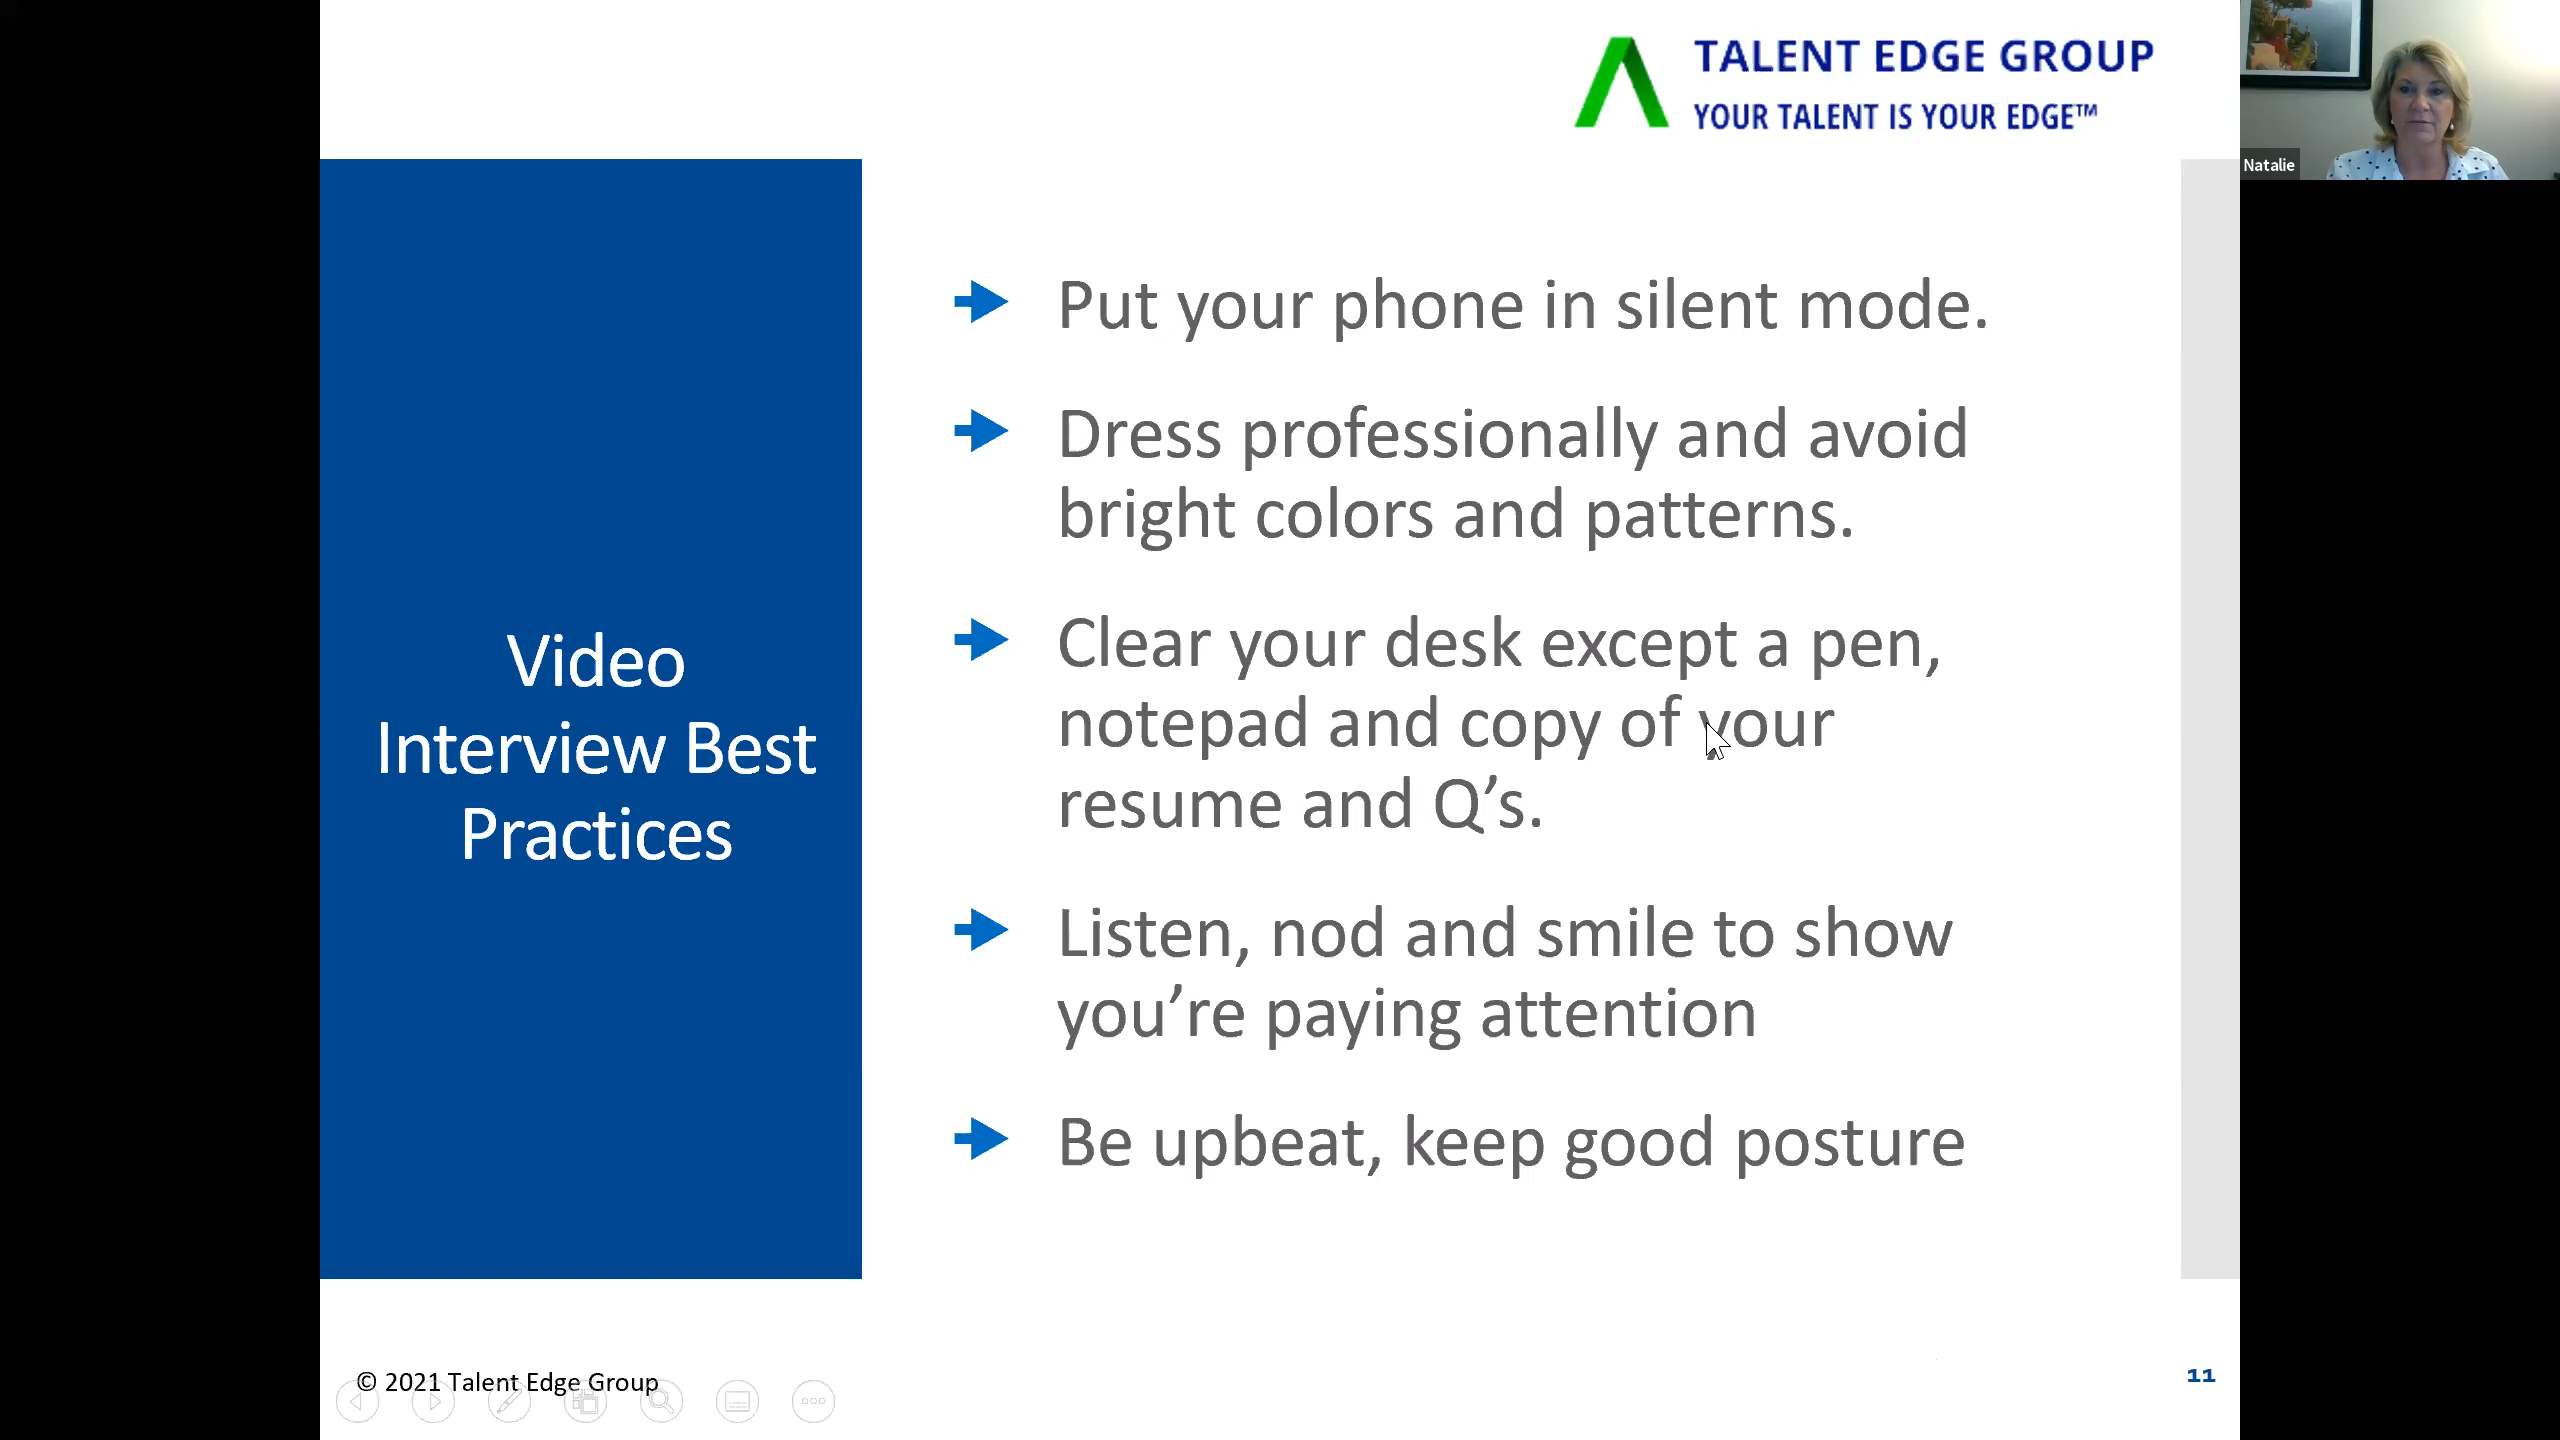 TALENT EDGE GROUP
YOUR TALENT IS YOUR EDGE™
Natalie
Video
Interview Best
Practices
Put your phone in silent mode.
Dress professionally and avoid
bright colors and patterns.
Clear your desk except a pen,
notepad and copy of your
resume and Q’s.
Listen, nod and smile to show
you’re paying attention
Be upbeat, keep good posture
© 2021 Talent Edge Group
11